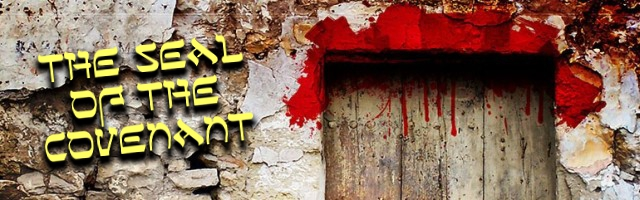 THE SEAL
OF THE
COVENANT